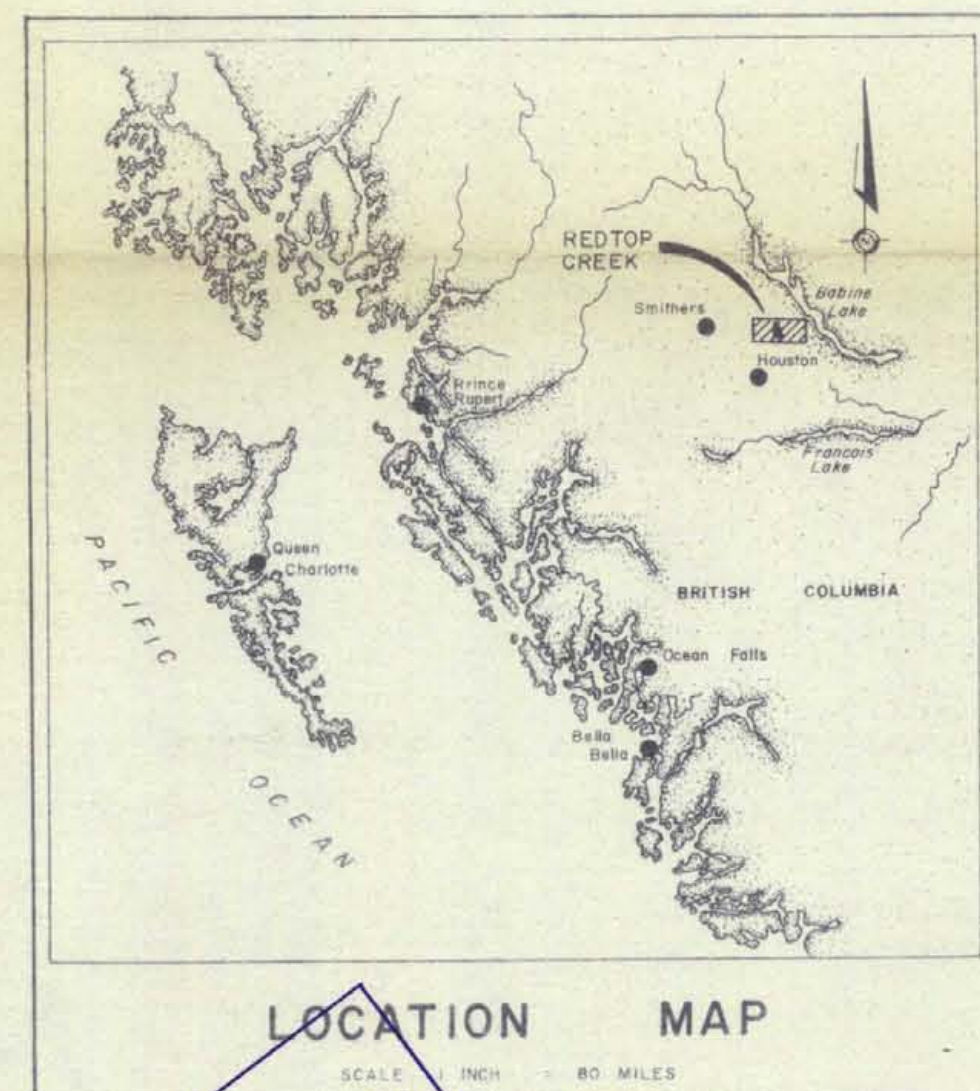 REDTOP
CREEK
Babine
Lake
Smithers
Houston
Prince
Rupert
Francois
Lake
Queen
Charlotte
PACIFIC
OCEAN
BRITISH COLUMBIA
Ocean Falls
Bella
Bella
LOCATION MAP
SCALE 1 INCH = 80 MILES